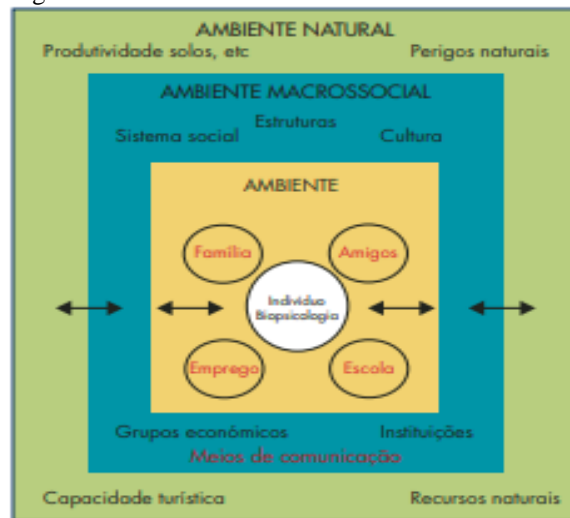 AMBIENTE NATURAL
Produtividade solos, etc Perigos naturais
AMBIENTE MACROSSOCIAL
Estruturas
Sistema social Cultura
AMBIENTE
Família Amigos
Indivíduo
Biopsicologia
Emprego Escola
Grupos económicos Instituições
Meios de comunicação
Capacidade turística Recursos naturais